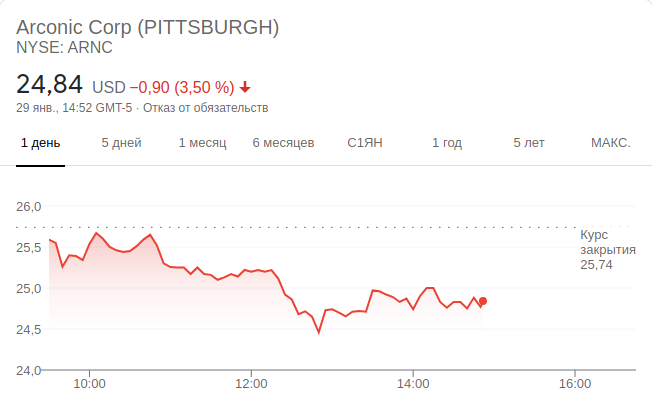 Arconic Corp (PITTSBURGH)
NYSE: ARNC
24,84 USD −0,90 (3,50 %)
29 янв., 14:52 GMT-5 · Отказ от обязательств
1 день 5 дней 1 месяц 6 месяцев С1ЯН 1 год 5 лет МАКС.
26,0
Курс
закрытия
25,74
25,5
25,0
24,5
24,0
10:00 12:00 14:00 16:00